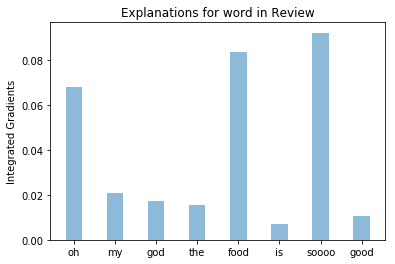 Explanations for word in Review
Integrated Gradients
0.08
0.06
0.04
0.02
0.00
oh my god the food is soooo good